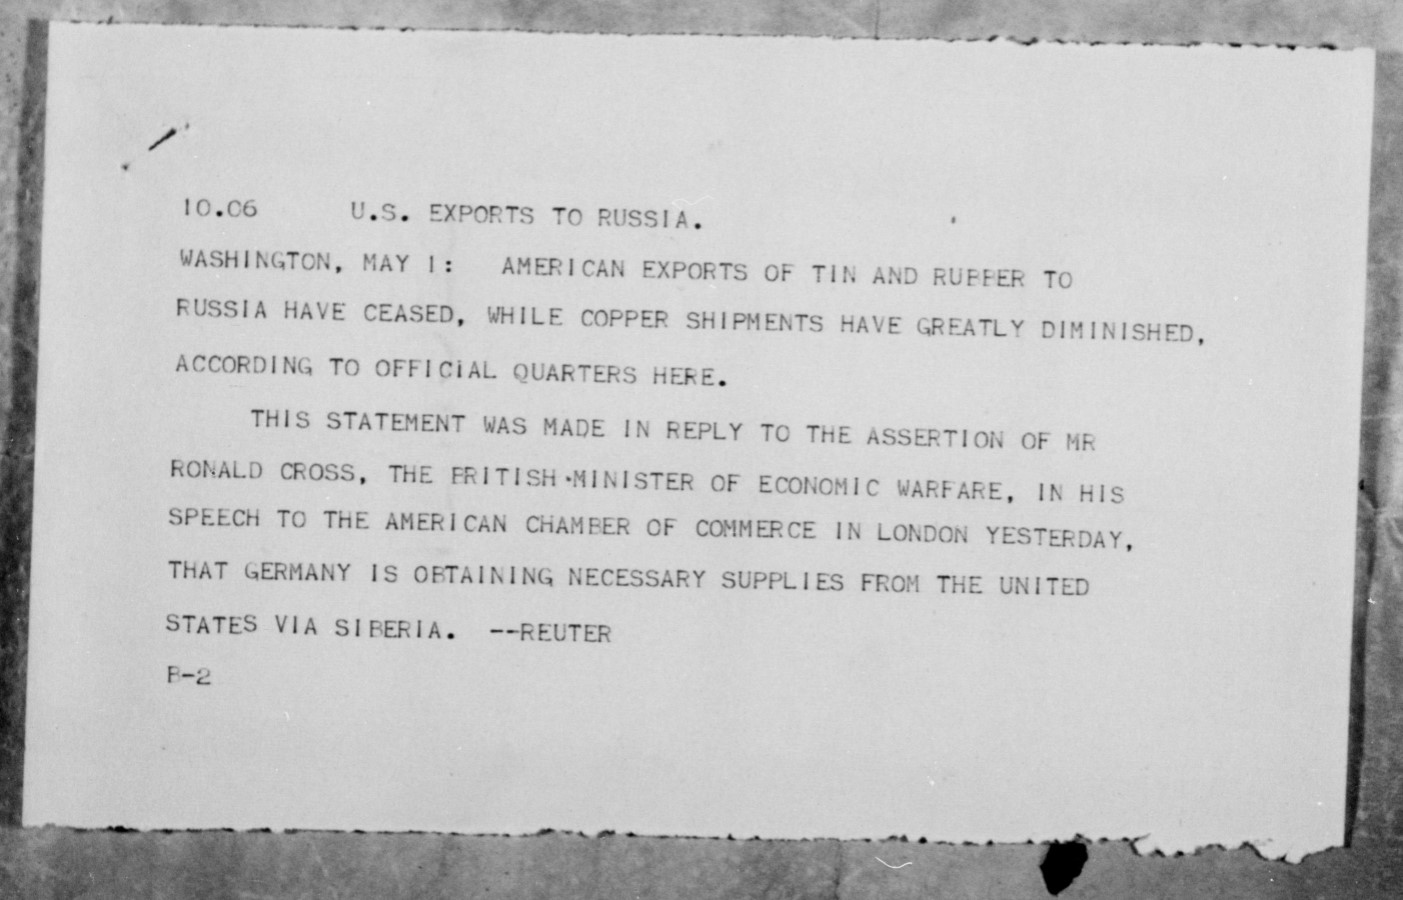 10.06 U.S. EXPORTS TO RUSSIA.
WASHINGTON, MAY 1: AMERICAN EXPORTS OF TIN AND RUBBER TO
RUSSIA HAVE CEASED, WHILE COPPER SHIPMENTS HAVE GREATLY DIMINISHED,
ACCORDING TO OFFICIAL QUARTERS HERE.
THIS STATEMENT WAS MADE IN REPLY TO THE ASSERTION OF MR
RONALD CROSS, THE BRITISH MINISTER OF ECONOMIC WARFARE, IN HIS
SPEECH TO THE AMERICAN CHAMBER OF COMMERCE IN LONDON YESTERDAY,
THAT GERMANY IS OBTAINING NECESSARY SUPPLIES FROM THE UNITED
STATES VIA SIBERIA. --REUTER
B-2